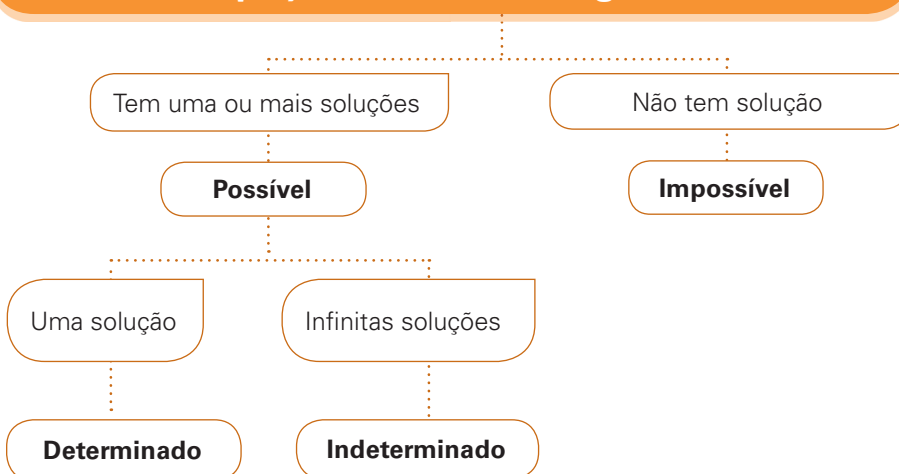 Tem uma ou mais soluções
Não tem solução
Possível
Impossível
Uma solução
Infinitas soluções
Determinado
Indeterminado